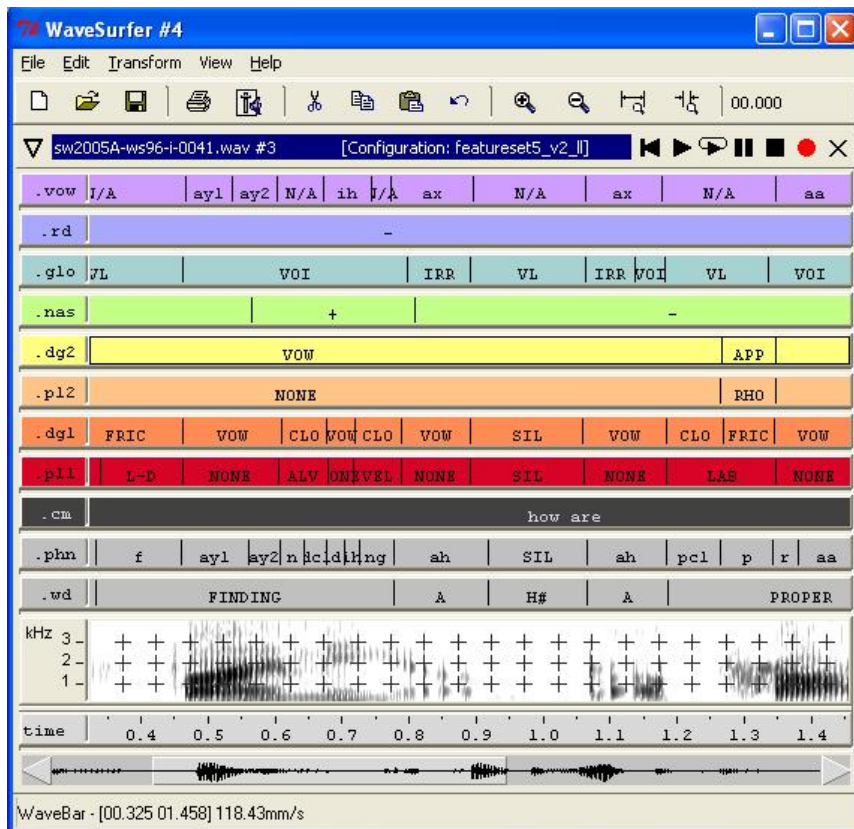 WaveSurfer #4
File Edit Transform View Help
00.000
sw2005A-ws96-i-0041.wav #3 [Configuration: featureset5_v2_ll]
.vow /A ay1 ay2 N/A ih /A ax N/A ax N/A aa
.rd -
.glo VL VOI IRR VL IRR VOI VL VOI
.nas + -
.dg2 VOW APP
.pl2 NONE RHO
.dg1 FRIC VOW CLO VOW CLO VOW SIL VOW CLO FRIC VOW
.pl1 L-D NONE ALV ONE VEL NONE SIL NONE LAB NONE
.cm how are
.phn f ay1 ay2 n dcl d ih ng ah SIL ah pcl p r aa
.wd FINDING A H# A PROPER
kHz 3
2
1
time 0.4 0.5 0.6 0.7 0.8 0.9 1.0 1.1 1.2 1.3 1.4
WaveBar - [00.325 01.458] 118.43mm/s